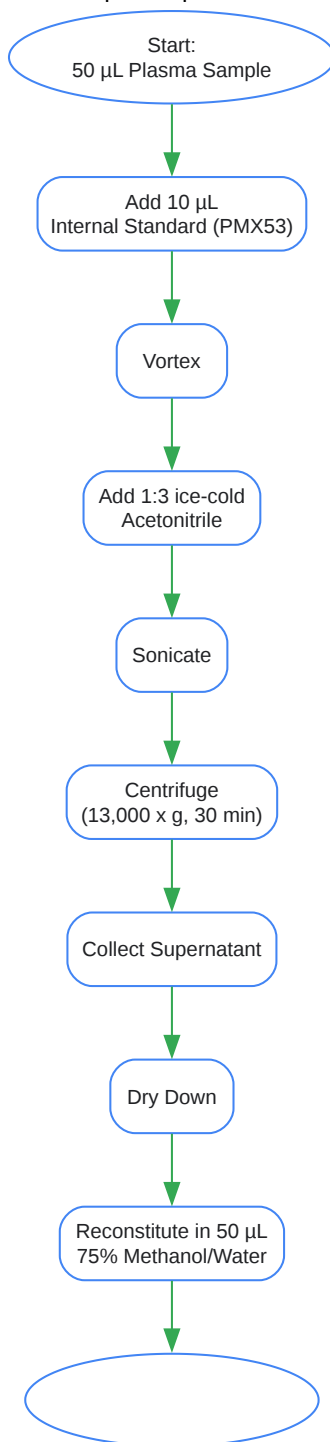 Start:
50 µL Plasma Sample
Add 10 µL
Internal Standard (PMX53)
Vortex
Add 1:3 ice-cold
Acetonitrile
Sonicate
Centrifuge
(13,000 x g, 30 min)
Collect Supernatant
Dry Down
Reconstitute in 50 µL
75% Methanol/Water